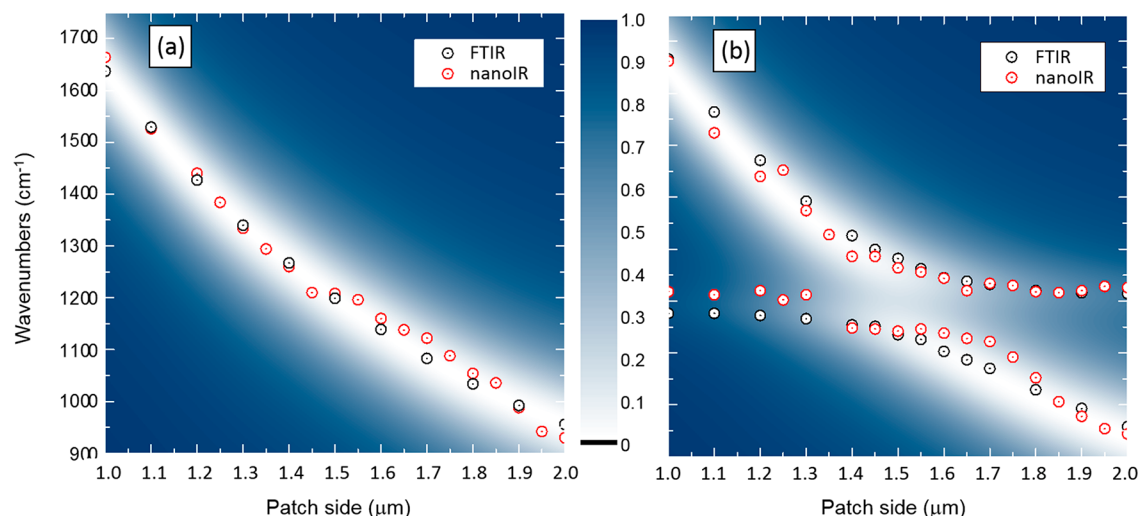 (a)
FTIR
nanoIR
1700
1600
1500
1400
1300
1200
1100
1000
900
Wavenumbers (cm⁻¹)
1.0 1.1 1.2 1.3 1.4 1.5 1.6 1.7 1.8 1.9 2.0
Patch side (μm)
1.0
0.9
0.8
0.7
0.6
0.5
0.4
0.3
0.2
0.1
0
(b)
FTIR
nanoIR
1.0 1.1 1.2 1.3 1.4 1.5 1.6 1.7 1.8 1.9 2.0
Patch side (μm)